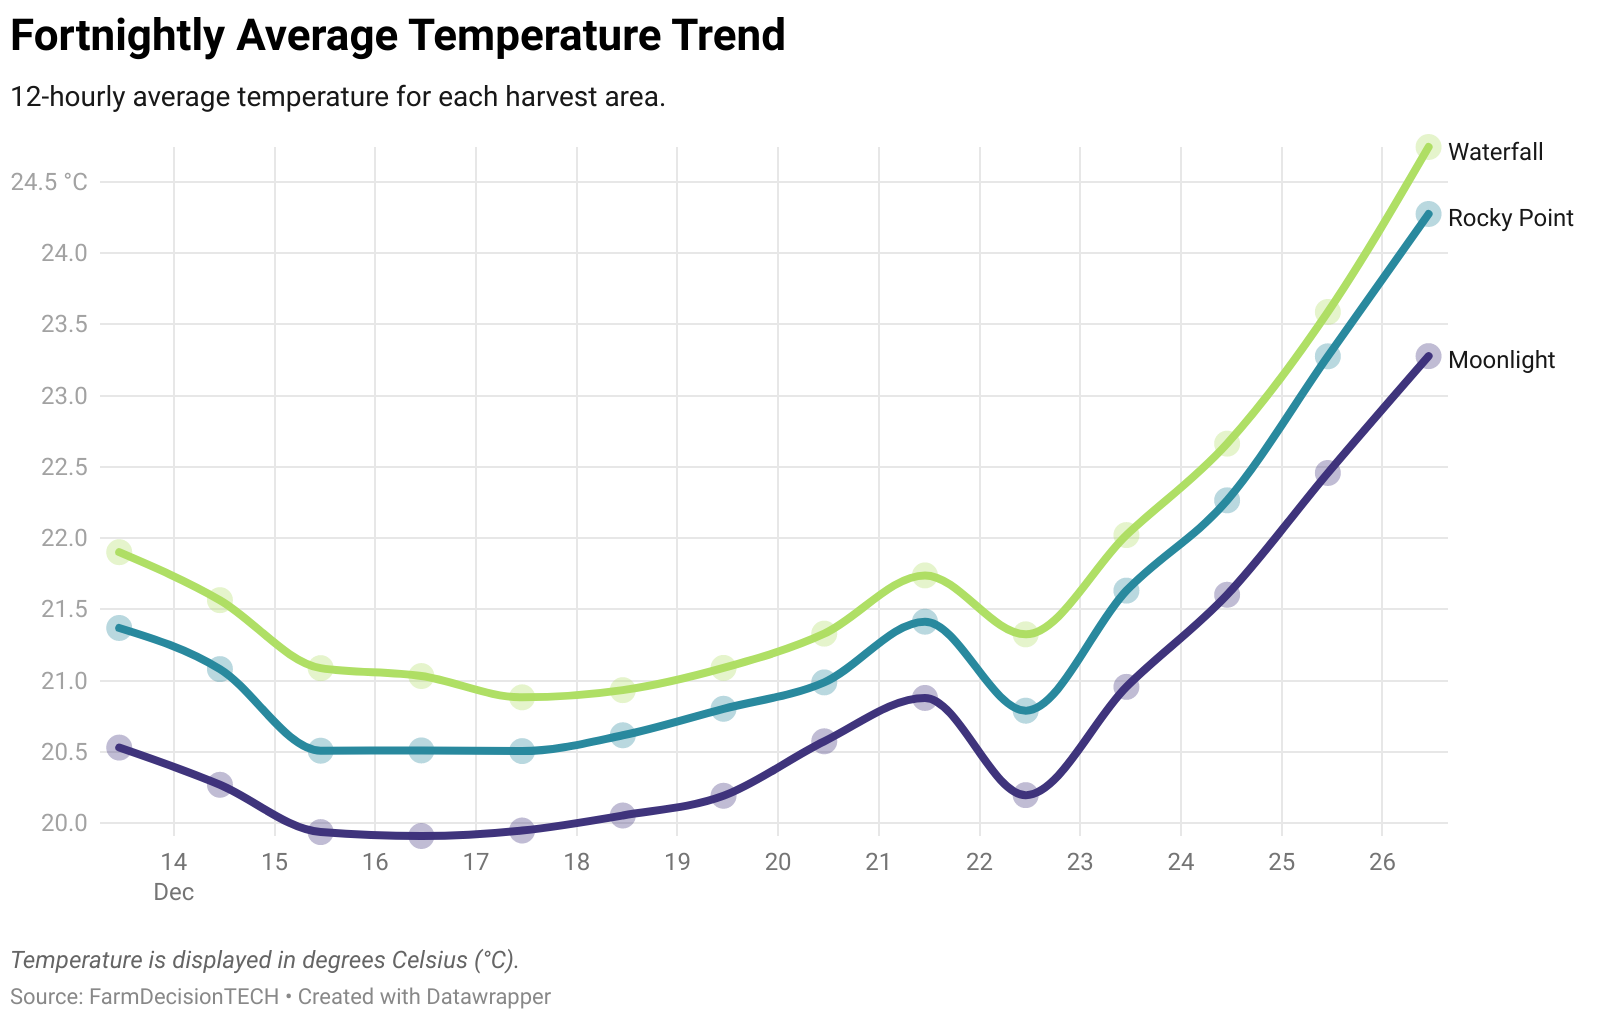 Fortnightly Average Temperature Trend
12-hourly average temperature for each harvest area.
Waterfall
24.5 °C
Rocky Point
24.0
23.5
Moonlight
23.0
22.5
22.0
21.5
21.0
20.5
20.0
14 15 16 17 18 19 20 21 22 23 24 25 26
Dec
Temperature is displayed in degrees Celsius (°C).
Source: FarmDecisionTECH • Created with Datawrapper